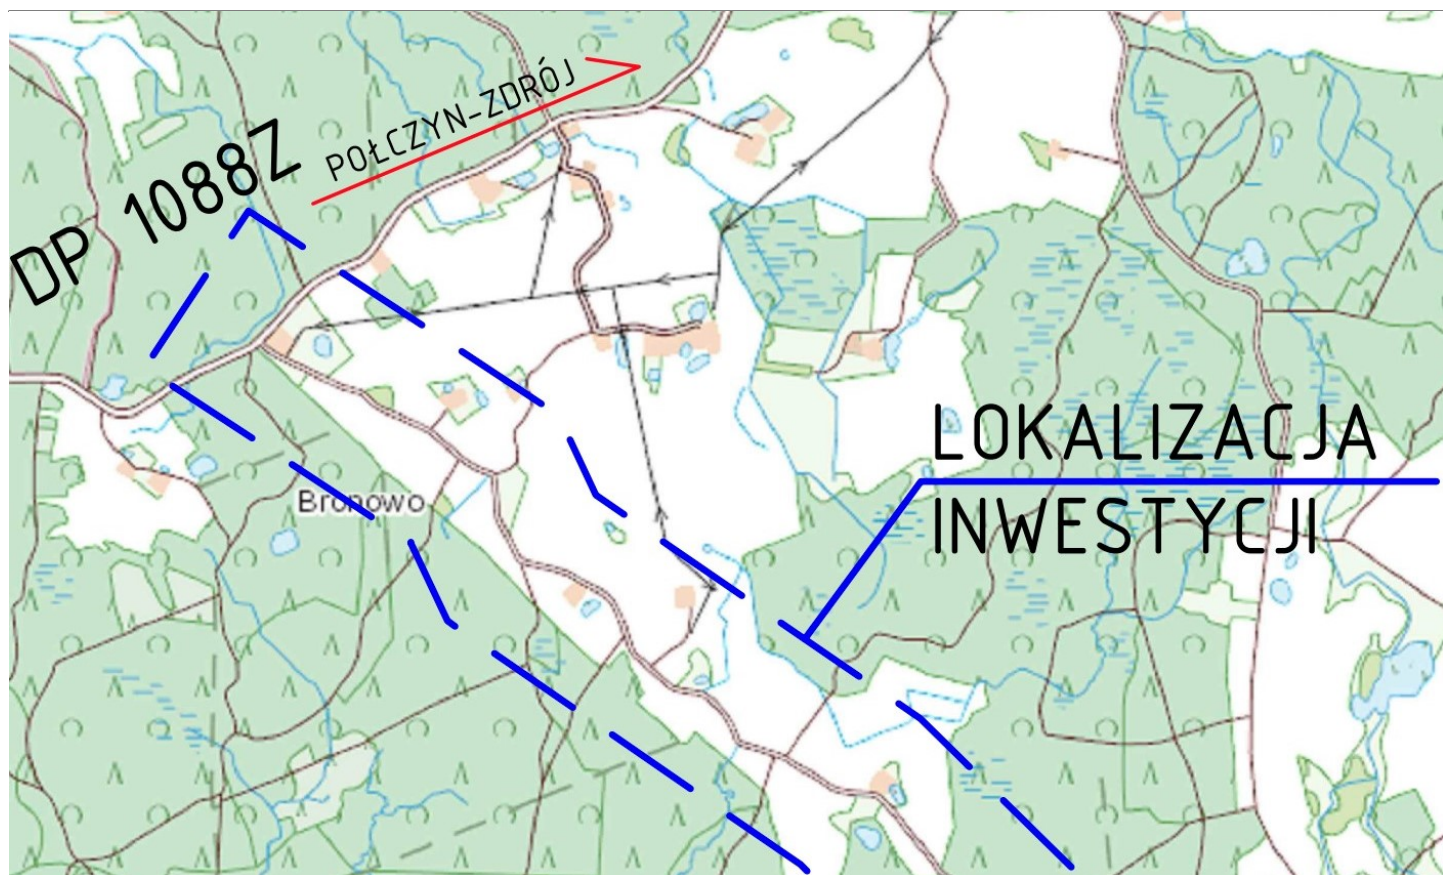 DP 1088Z
POŁCZYN-ZDRÓJ
LOKALIZACJA
INWESTYCJI
Bronowo